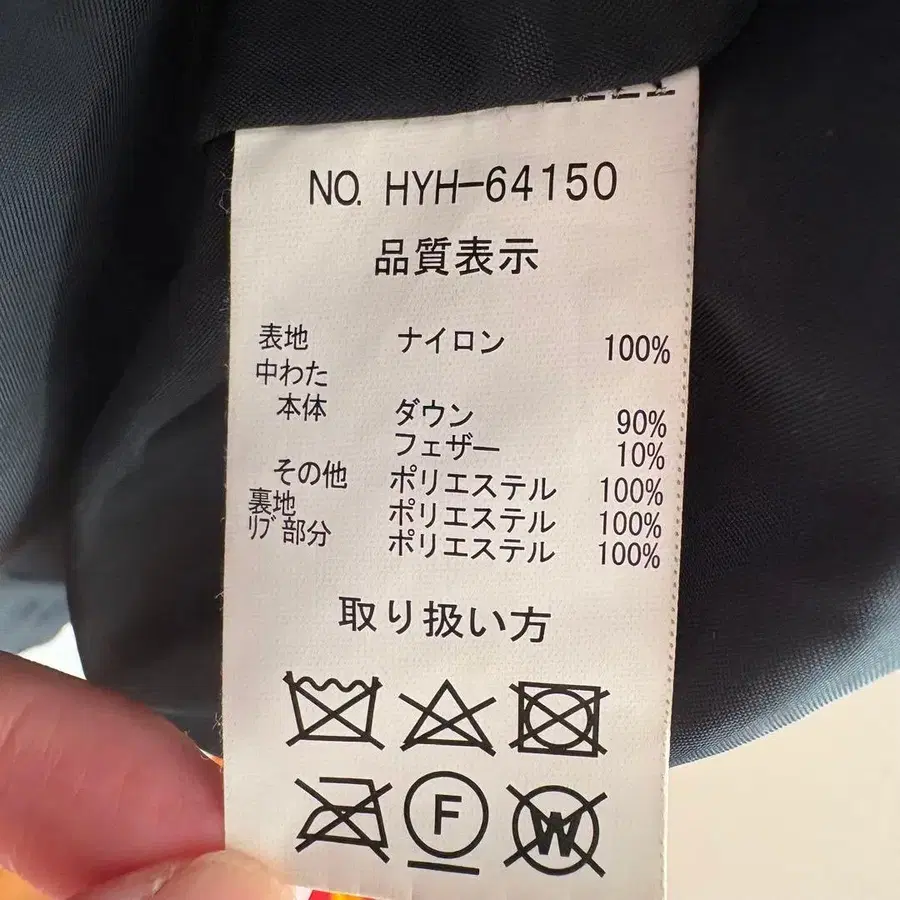 NO. HYH-64150
品質表示
表地 ナイロン 100%
中わた
本体 ダウン 90%
フェザー 10%
その他 ポリエステル 100%
裏地 ポリエステル 100%
ﾘﾌﾞ部分 ポリエステル 100%
取り扱い方
F W